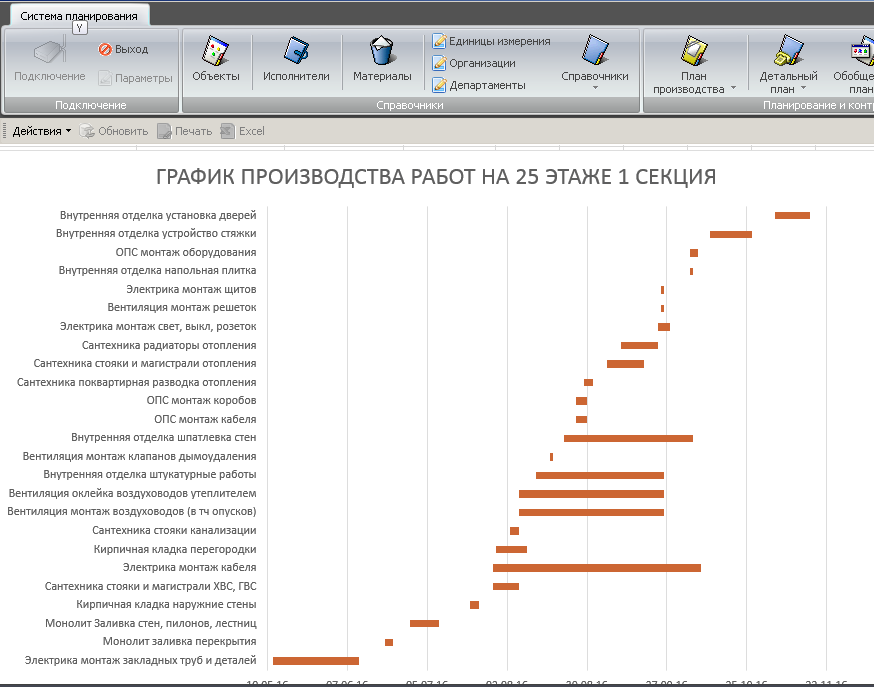 Система планирования
Y
Подключение
Выход
Параметры
Подключение
Объекты
Исполнители
Материалы
Единицы измерения
Организации
Департаменты
Справочники
Справочники
План
производства
Детальный
план
Обобще
план
Планирование и контр
Действия
Обновить
Печать
Excel
ГРАФИК ПРОИЗВОДСТВА РАБОТ НА 25 ЭТАЖЕ 1 СЕКЦИЯ
Внутренняя отделка установка дверей
Внутренняя отделка устройство стяжки
ОПС монтаж оборудования
Внутренняя отделка напольная плитка
Электрика монтаж щитов
Вентиляция монтаж решеток
Электрика монтаж свет, выкл, розеток
Сантехника радиаторы отопления
Сантехника стояки и магистрали отопления
Сантехника поквартирная разводка отопления
ОПС монтаж коробов
ОПС монтаж кабеля
Внутренняя отделка шпатлевка стен
Вентиляция монтаж клапанов дымоудаления
Внутренняя отделка штукатурные работы
Вентиляция оклейка воздуховодов утеплителем
Вентиляция монтаж воздуховодов (в тч опусков)
Сантехника стояки канализации
Кирпичная кладка перегородки
Электрика монтаж кабеля
Сантехника стояки и магистрали ХВС, ГВС
Кирпичная кладка наружние стены
Монолит Заливка стен, пилонов, лестниц
Монолит заливка перекрытия
Электрика монтаж закладных труб и деталей